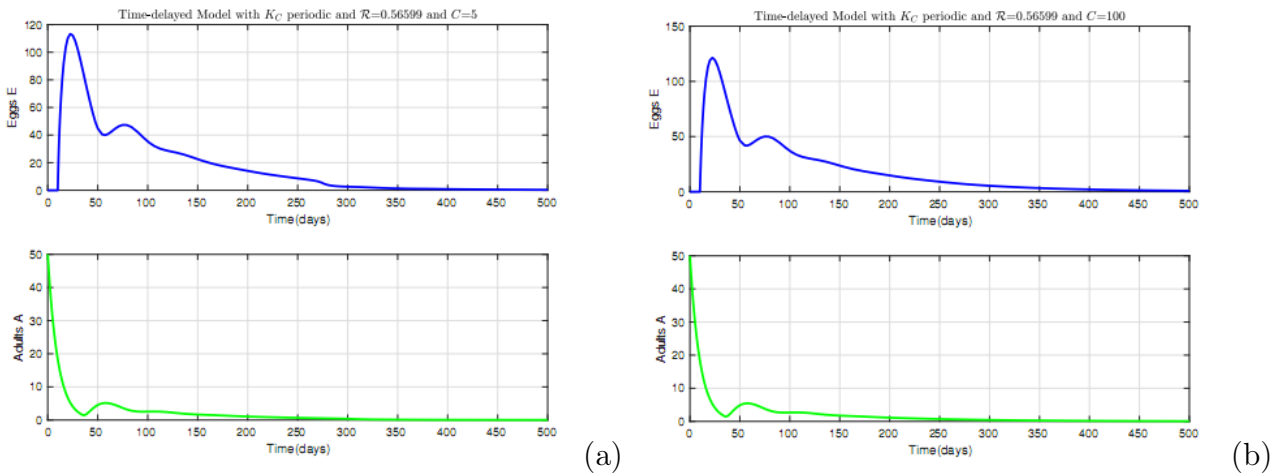 Time-delayed Model with K_C periodic and ℛ=0.56599 and C=5
120
100
80
60
40
20
0
Eggs E
0 50 100 150 200 250 300 350 400 450 500
Time(days)
50
40
30
20
10
0
Adults A
0 50 100 150 200 250 300 350 400 450 500
Time(days)
(a)
Time-delayed Model with K_C periodic and ℛ=0.56599 and C=100
150
100
50
0
Eggs E
0 50 100 150 200 250 300 350 400 450 500
Time(days)
50
40
30
20
10
0
Adults A
0 50 100 150 200 250 300 350 400 450 500
Time(days)
(b)